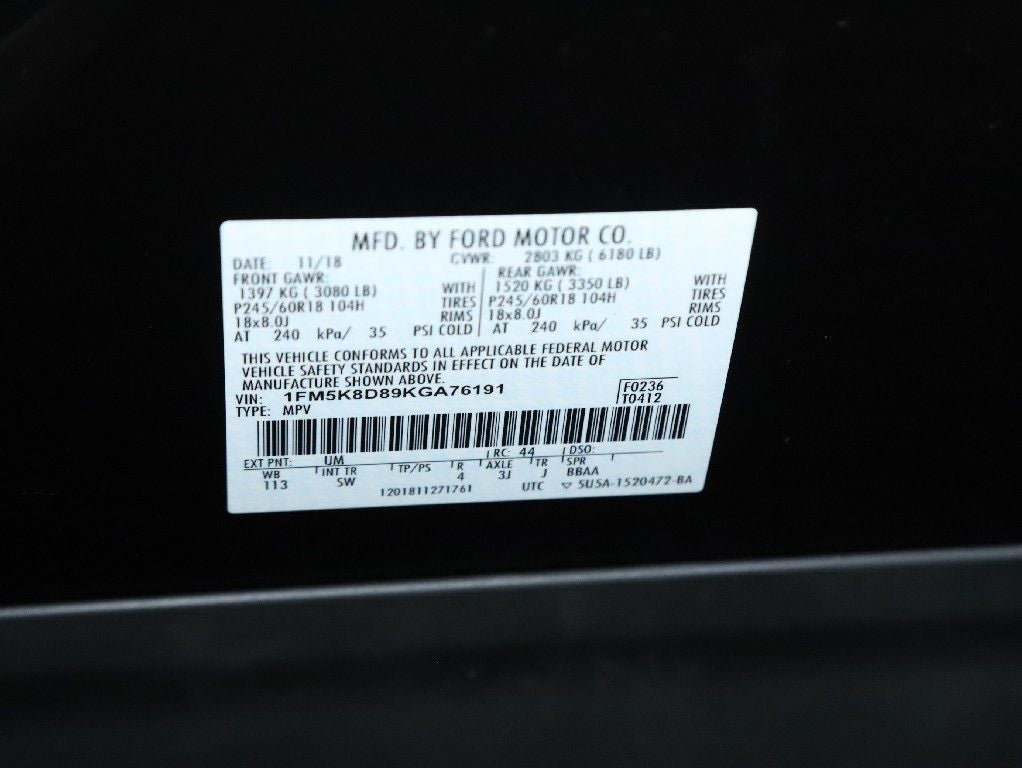 MFD. BY FORD MOTOR CO.
DATE: 11/18 GVWR: 2803 KG ( 6180 LB)
FRONT GAWR: REAR GAWR:
1397 KG ( 3080 LB) WITH 1520 KG ( 3350 LB) WITH
P245/60R18 104H TIRES P245/60R18 104H TIRES
18x8.0J RIMS 18x8.0J RIMS
AT 240 kPa/ 35 PSI COLD AT 240 kPa/ 35 PSI COLD
THIS VEHICLE CONFORMS TO ALL APPLICABLE FEDERAL MOTOR
VEHICLE SAFETY STANDARDS IN EFFECT ON THE DATE OF
MANUFACTURE SHOWN ABOVE.
VIN: 1FM5K8D89KGA76191 F0236
TYPE: MPV T0412
EXT PNT: UM RC: 44 DSO:
WB INT TR TP/PS R AXLE TR SPR
113 SW 4 3J J BBAA
1201811271761 UTC ▽ 5U5A-1520472-BA